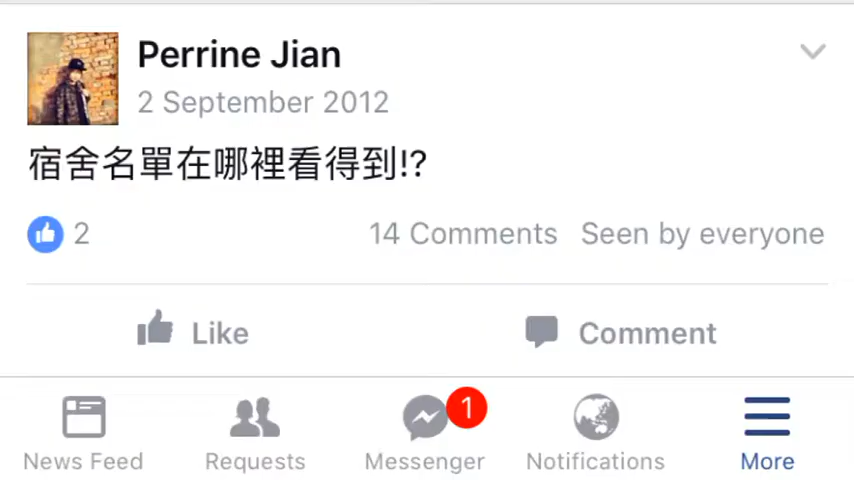 Perrine Jian
2 September 2012
宿舍名單在哪裡看得到!?
2 14 Comments Seen by everyone
Like Comment
1
News Feed Requests Messenger Notifications More